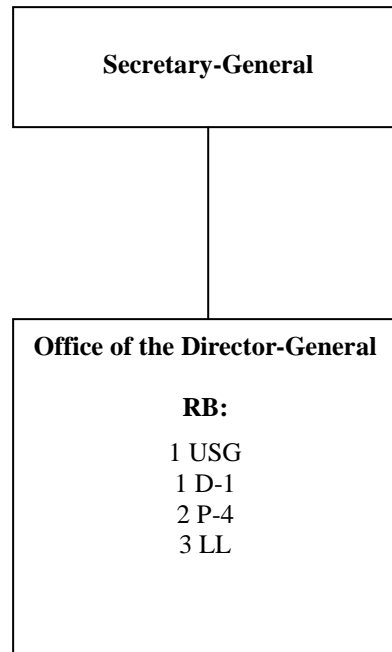 Secretary-General
Office of the Director-General
RB:
1 USG
1 D-1
2 P-4
3 LL